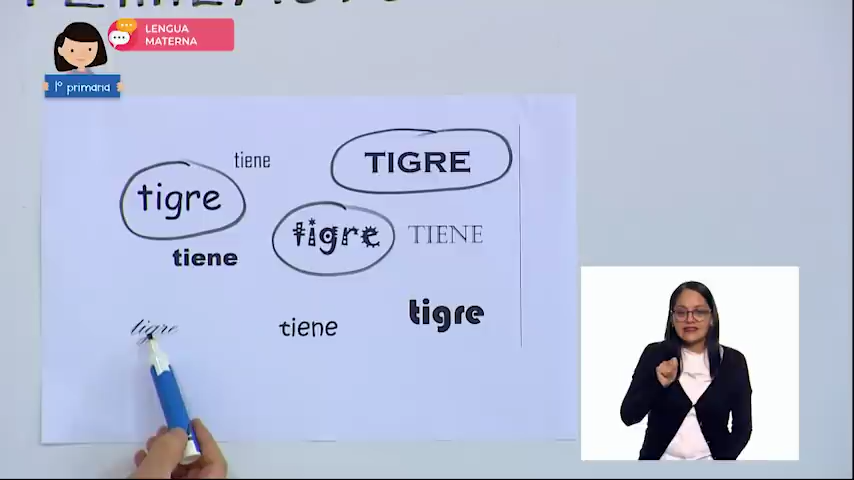 LENGUA
MATERNA
1° primaria
tiene
TIGRE
tigre
tigre
TIENE
tiene
tigre
tigre
tiene